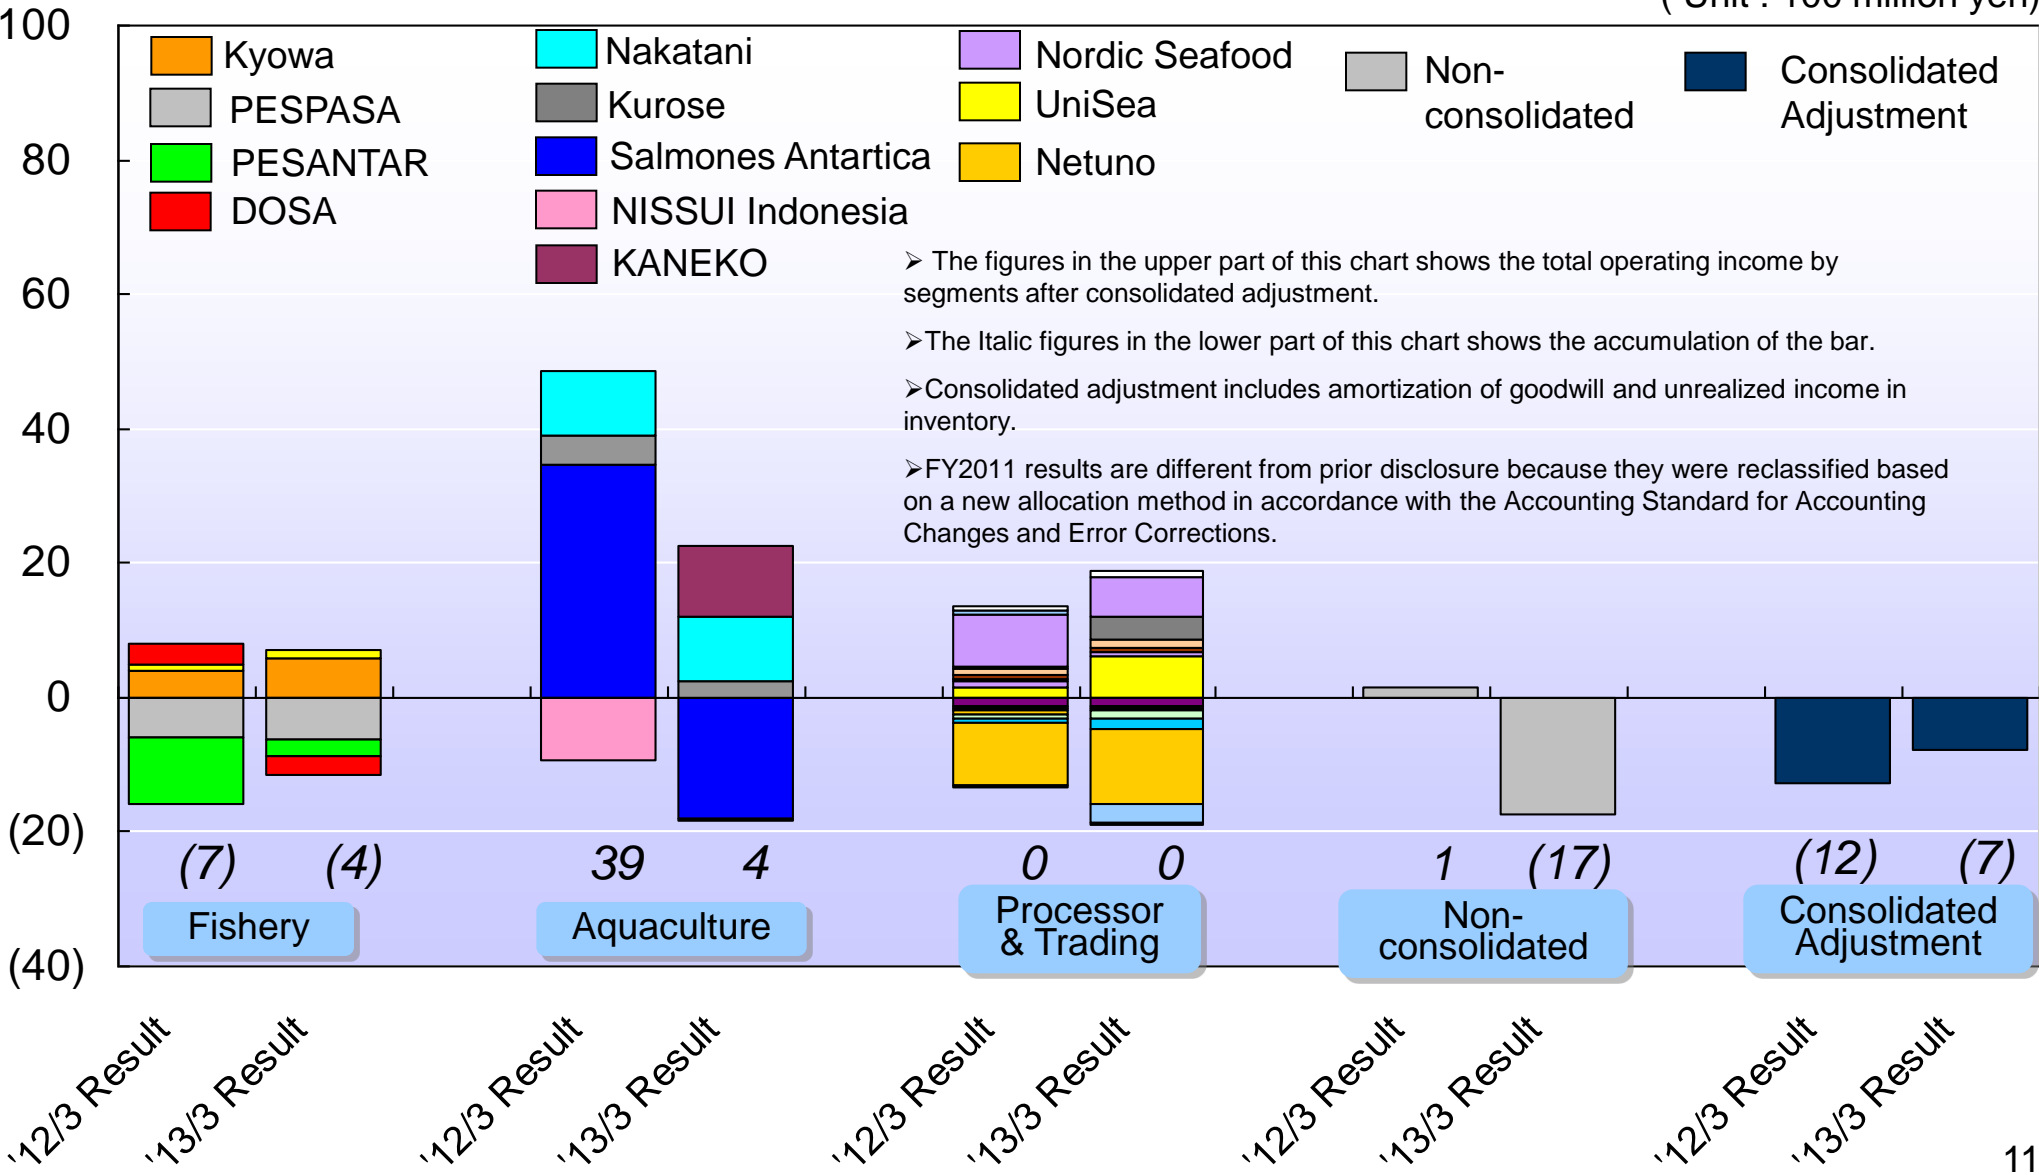 ( Unit : 100 million yen)
100
80
60
40
20
0
(20)
(40)
Kyowa
PESPASA
PESANTAR
DOSA
Nakatani
Kurose
Salmones Antartica
NISSUI Indonesia
KANEKO
Nordic Seafood
UniSea
Netuno
Non-
consolidated
Consolidated
Adjustment
➢ The figures in the upper part of this chart shows the total operating income by
segments after consolidated adjustment.
➢The Italic figures in the lower part of this chart shows the accumulation of the bar.
➢Consolidated adjustment includes amortization of goodwill and unrealized income in
inventory.
➢FY2011 results are different from prior disclosure because they were reclassified based
on a new allocation method in accordance with the Accounting Standard for Accounting
Changes and Error Corrections.
(7) (4) 39 4 0 0 1 (17) (12) (7)
Fishery
Aquaculture
Processor
& Trading
Non-
consolidated
Consolidated
Adjustment
'12/3 Result
'13/3 Result
'12/3 Result
'13/3 Result
'12/3 Result
'13/3 Result
'12/3 Result
'13/3 Result
'12/3 Result
'13/3 Result
11